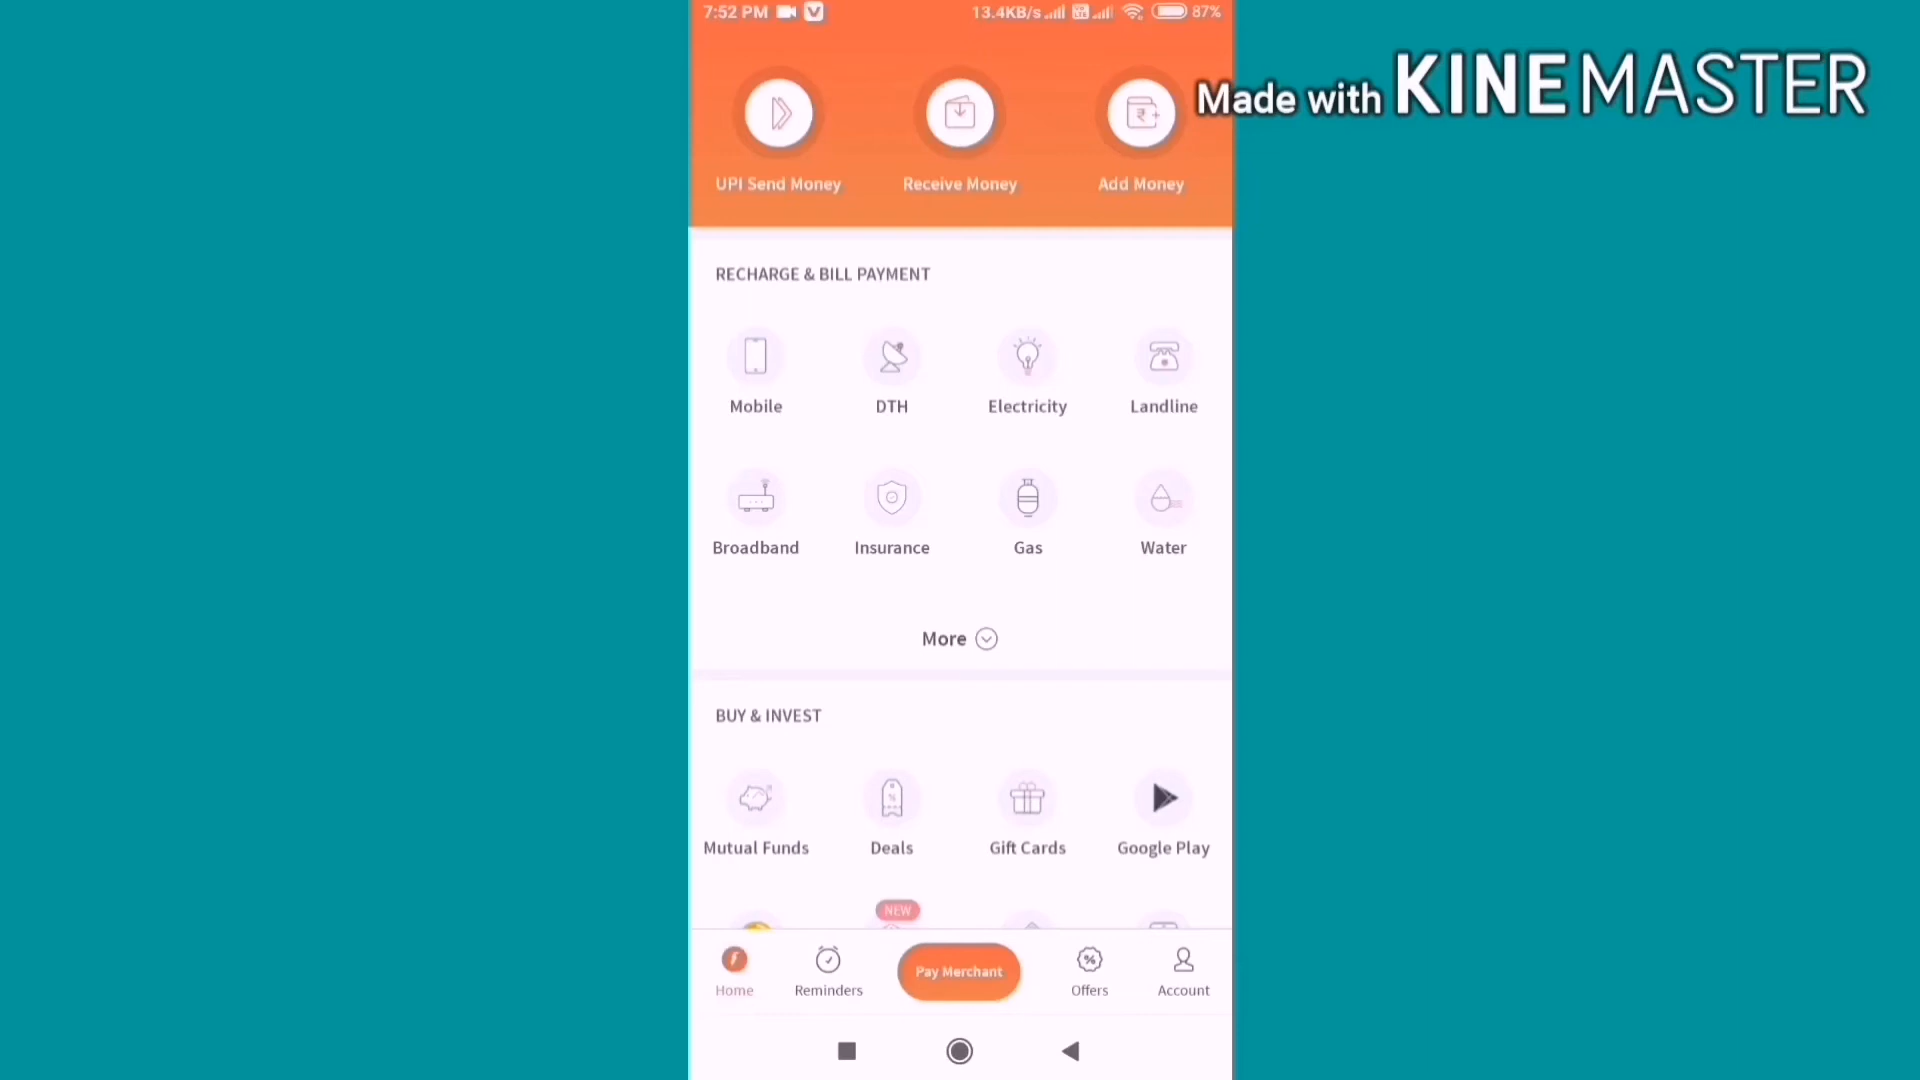 7:52 PM 13.4KB/s 87%
Made with KINEMASTER
UPI Send Money Receive Money Add Money
RECHARGE & BILL PAYMENT
Mobile DTH Electricity Landline
Broadband Insurance Gas Water
More
BUY & INVEST
Mutual Funds Deals Gift Cards Google Play
NEW
Home Reminders Pay Merchant Offers Account